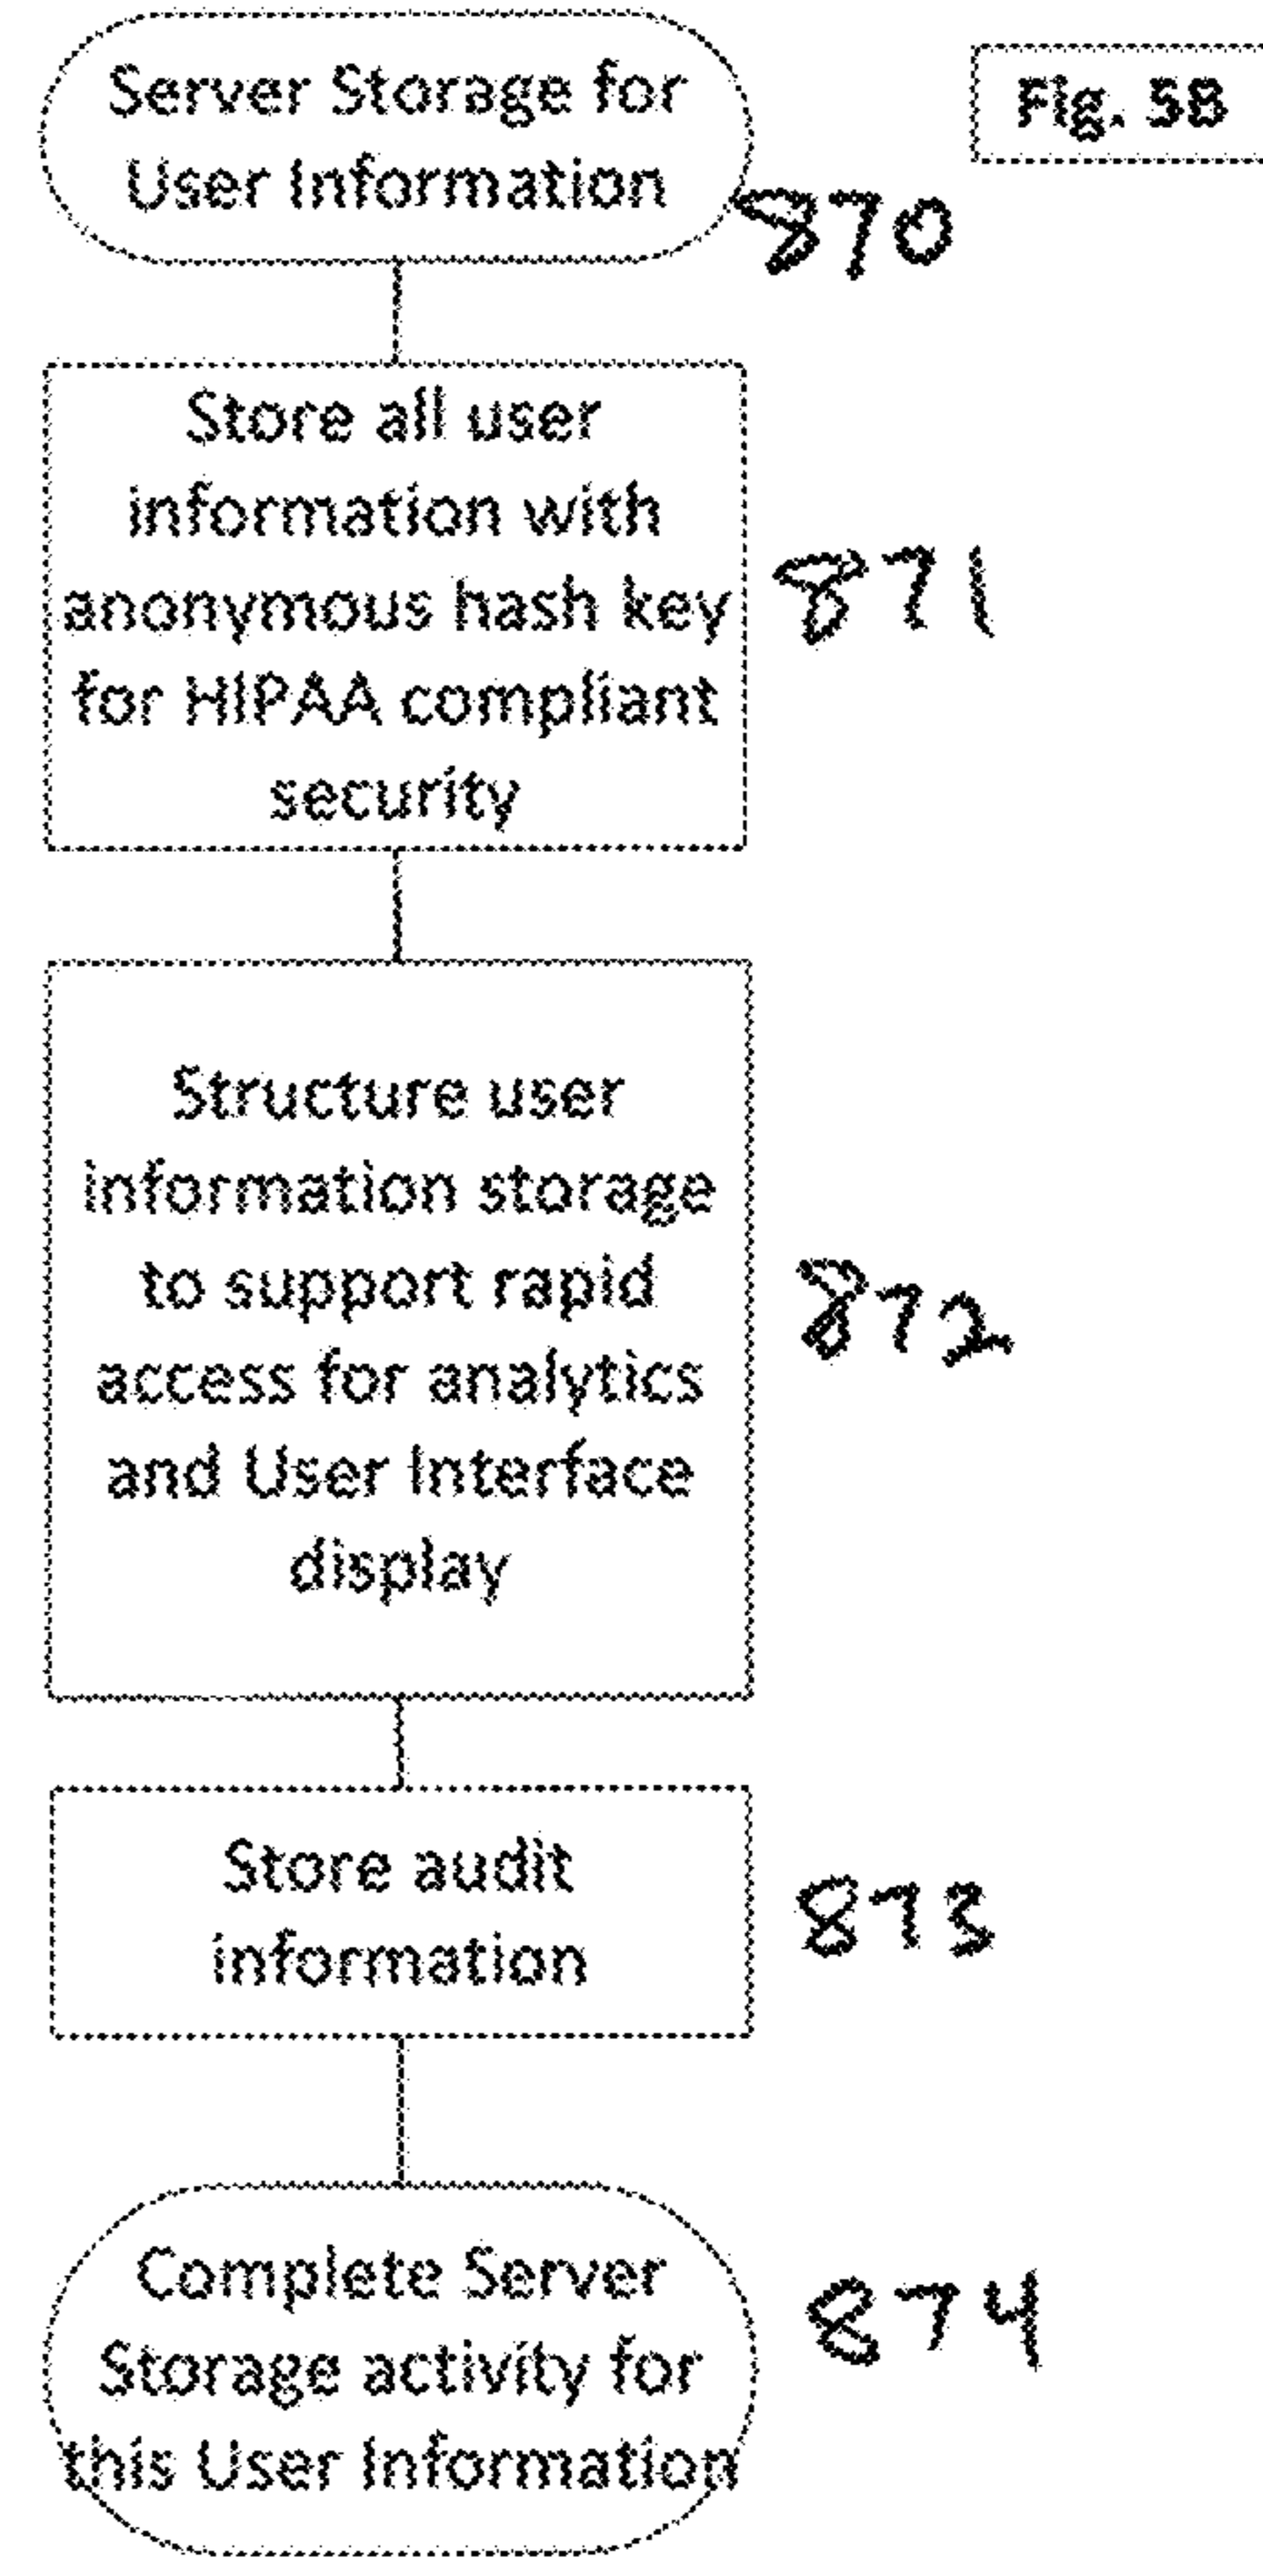 Server Storage for
User Information
Fig. 5B
870
Store all user
information with
anonymous hash key
for HIPAA compliant
security
871
Structure user
information storage
to support rapid
access for analytics
and User Interface
display
872
Store audit
information
873
Complete Server
Storage activity for
this User Information
874